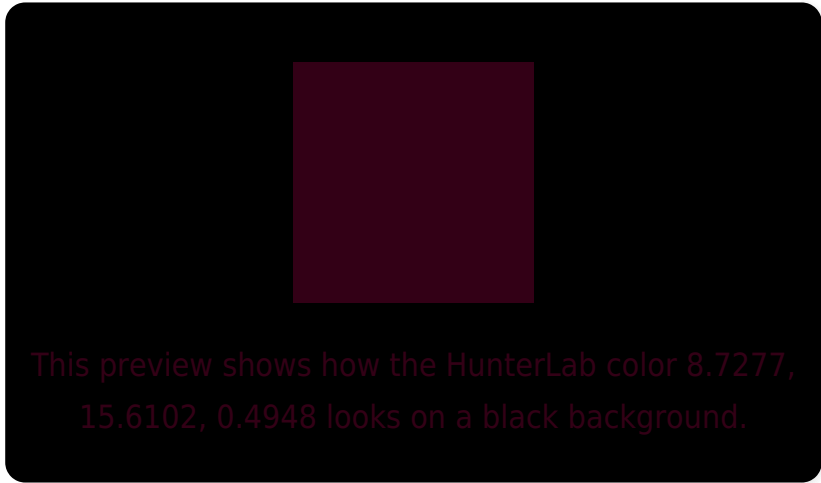 This preview shows how the HunterLab color 8.7277,
15.6102, 0.4948 looks on a black background.